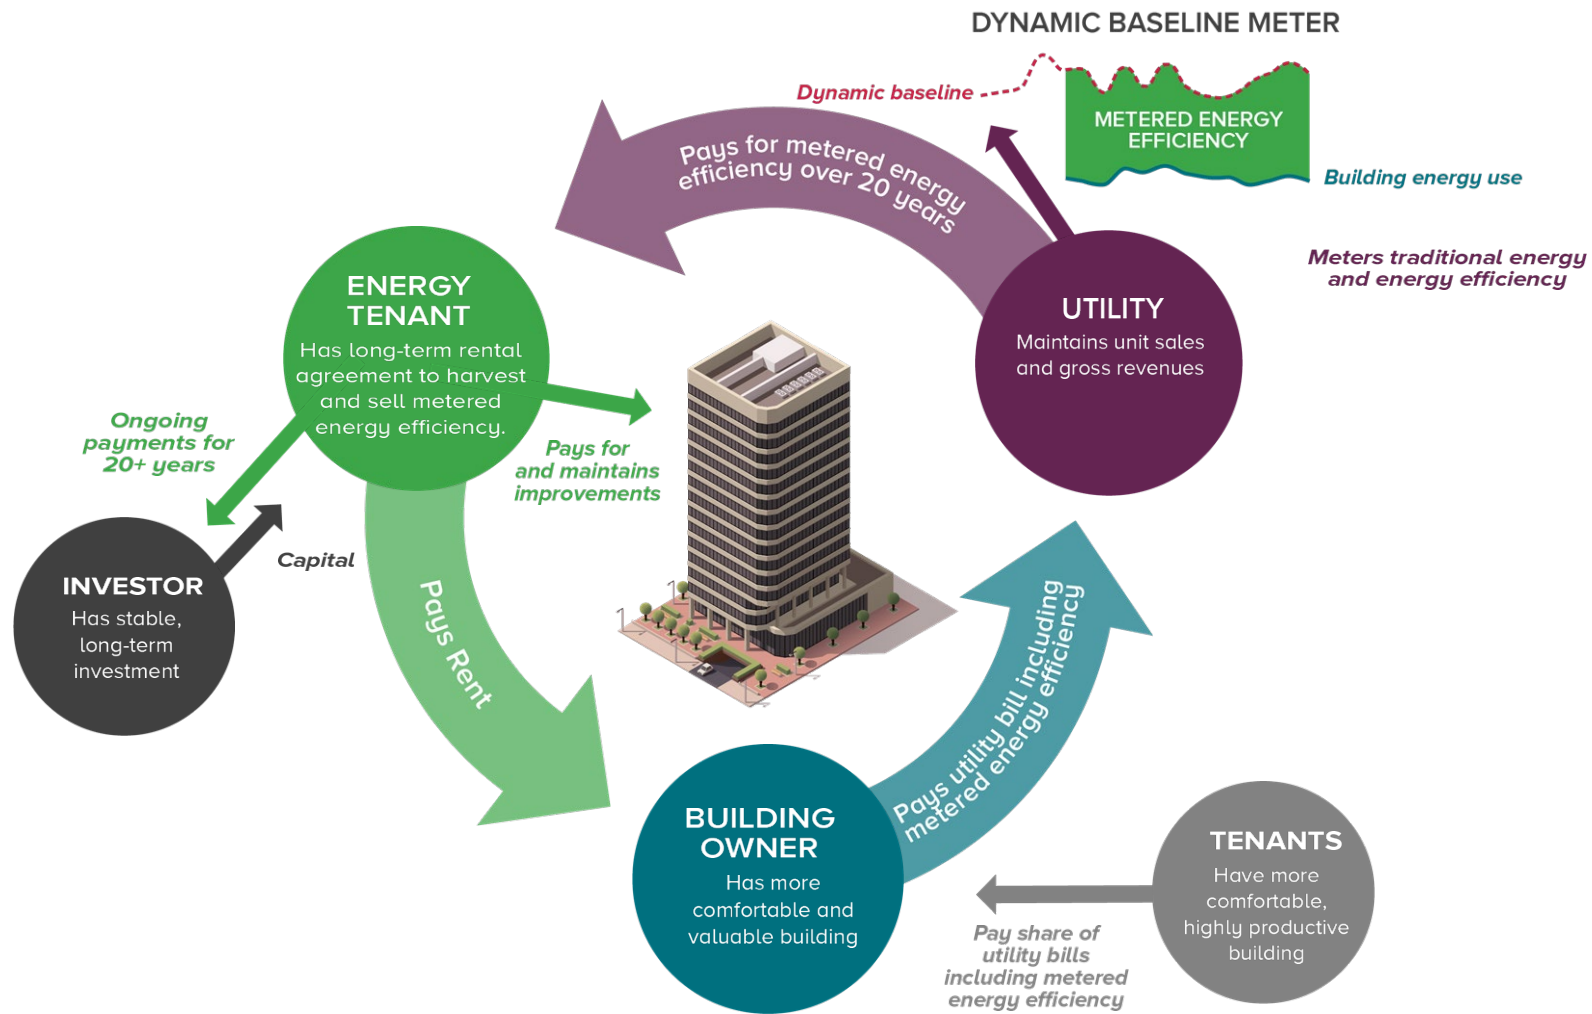 DYNAMIC BASELINE METER
Dynamic baseline
METERED ENERGY
EFFICIENCY
Building energy use
Meters traditional energy
and energy efficiency
Pays for metered energy
efficiency over 20 years
UTILITY
Maintains unit sales
and gross revenues
ENERGY
TENANT
Has long-term rental
agreement to harvest
and sell metered
energy efficiency.
Ongoing
payments for
20+ years
Pays for
and maintains
improvements
Capital
INVESTOR
Has stable,
long-term
investment
Pays Rent
BUILDING
OWNER
Has more
comfortable and
valuable building
Pays utility bill including
metered energy efficiency
TENANTS
Have more
comfortable,
highly productive
building
Pay share of
utility bills
including metered
energy efficiency